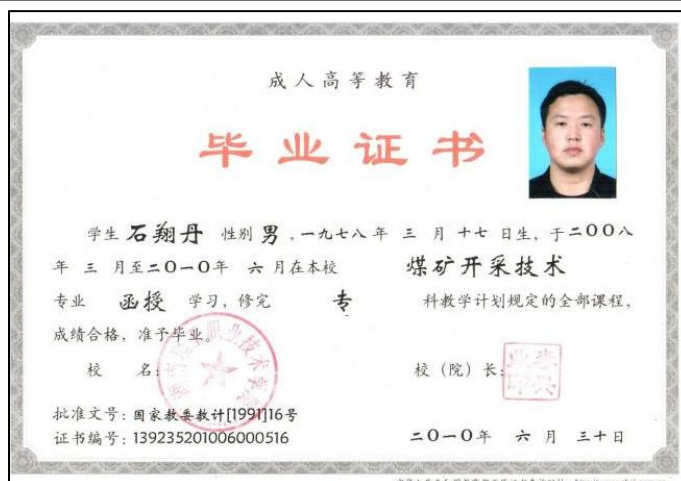 成人高等教育
毕业证书
学生 石翔丹 性别 男 ,一九七八 年 三 月 十七 日生, 于二00八
年 三 月至二0一0年 六 月在本校 煤矿开采技术
专业 函授 学习, 修完 专 科教学计划规定的全部课程,
成绩合格, 准予毕业。
校 名: 校 (院) 长:
批准文号: 国家教委教计[1991]16号
证书编号: 139235201006000516 二0一0年 六 月 三十日